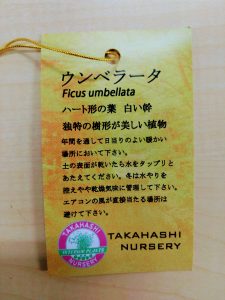 ウンベラータ
Ficus umbellata
ハート形の葉 白い幹
独特の樹形が美しい植物
年間を通して日当りのよい暖かい
場所において下さい。
土の表面が乾いたら水をタップリと
あたえてください。冬は水やりを
控えやや乾燥気味に管理して下さい。
エアコンの風が直接当たる場所は
避けて下さい。
TAKAHASHI
NURSERY
TAKAHASHI
NURSERY